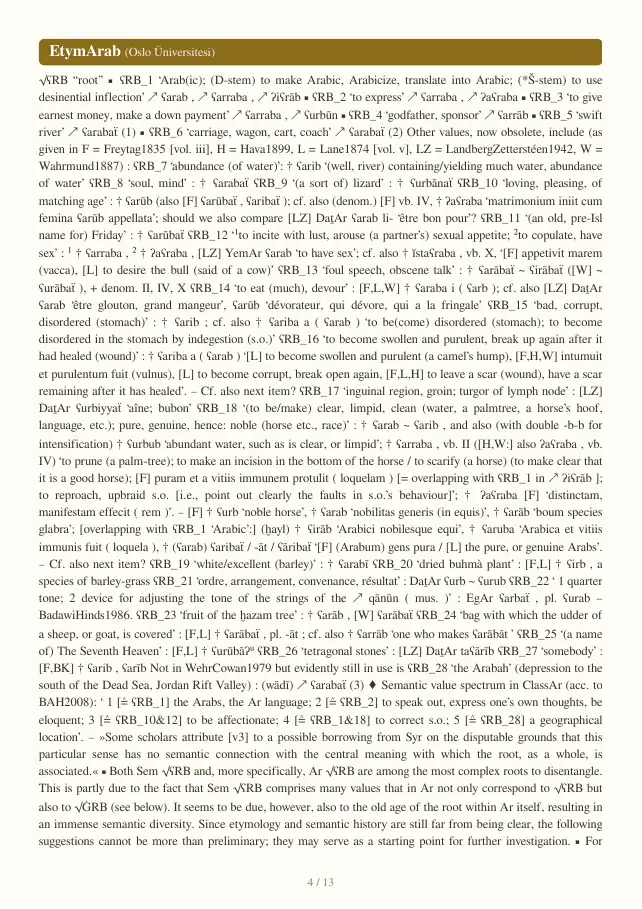 EtymArab (Oslo Üniversitesi)
√ʕRB “root” ▪ ʕRB_1 ‘Arab(ic); (D-stem) to make Arabic, Arabicize, translate into Arabic; (*Š-stem) to use
desinential inflection’ ↗ ʕarab , ↗ ʕarraba , ↗ ʔiʕrāb ▪ ʕRB_2 ‘to express’ ↗ ʕarraba , ↗ ʔaʕraba ▪ ʕRB_3 ‘to give
earnest money, make a down payment’ ↗ ʕarraba , ↗ ʕurbūn ▪ ʕRB_4 ‘godfather, sponsor’ ↗ ʕarrāb ▪ ʕRB_5 ‘swift
river’ ↗ ʕarabaẗ (1) ▪ ʕRB_6 ‘carriage, wagon, cart, coach’ ↗ ʕarabaẗ (2) Other values, now obsolete, include (as
given in F = Freytag1835 [vol. iii], H = Hava1899, L = Lane1874 [vol. v], LZ = LandbergZetterstéen1942, W =
Wahrmund1887) : ʕRB_7 ‘abundance (of water)’: † ʕarib ‘(well, river) containing/yielding much water, abundance
of water’ ʕRB_8 ‘soul, mind’ : † ʕarabaẗ ʕRB_9 ‘(a sort of) lizard’ : † ʕurbānaẗ ʕRB_10 ‘loving, pleasing, of
matching age’ : † ʕarūb (also [F] ʕarūbaẗ , ʕaribaẗ ); cf. also (denom.) [F] vb. IV, † ʔaʕraba ‘matrimonium iniit cum
femina ʕarūb appellata’; should we also compare [LZ] DaṯAr ʕarab li- ‘être bon pour’? ʕRB_11 ‘(an old, pre-Isl
name for) Friday’ : † ʕarūbaẗ ʕRB_12 ‘¹to incite with lust, arouse (a partner’s) sexual appetite; ²to copulate, have
sex’ : ¹ † ʕarraba , ² † ʔaʕraba , [LZ] YemAr ʕarab ‘to have sex’; cf. also † ĭstaʕraba , vb. X, ‘[F] appetivit marem
(vacca), [L] to desire the bull (said of a cow)’ ʕRB_13 ‘foul speech, obscene talk’ : † ʕarābaẗ ~ ʕirābaẗ ([W] ~
ʕurābaẗ ), + denom. II, IV, X ʕRB_14 ‘to eat (much), devour’ : [F,L,W] † ʕaraba i ( ʕarb ); cf. also [LZ] DaṯAr
ʕarab ‘être glouton, grand mangeur’, ʕarūb ‘dévorateur, qui dévore, qui a la fringale’ ʕRB_15 ‘bad, corrupt,
disordered (stomach)’ : † ʕarib ; cf. also † ʕariba a ( ʕarab ) ‘to be(come) disordered (stomach); to become
disordered in the stomach by indigestion (s.o.)’ ʕRB_16 ‘to become swollen and purulent, break up again after it
had healed (wound)’ : † ʕariba a ( ʕarab ) ‘[L] to become swollen and purulent (a camel’s hump), [F,H,W] intumuit
et purulentum fuit (vulnus), [L] to become corrupt, break open again, [F,L,H] to leave a scar (wound), have a scar
remaining after it has healed’. – Cf. also next item? ʕRB_17 ‘inguinal region, groin; turgor of lymph node’ : [LZ]
DaṯAr ʕurbiyyaẗ ‘aîne; bubon’ ʕRB_18 ‘(to be/make) clear, limpid, clean (water, a palmtree, a horse’s hoof,
language, etc.); pure, genuine, hence: noble (horse etc., race)’ : † ʕarab ~ ʕarib , and also (with double -b-b for
intensification) † ʕurbub ‘abundant water, such as is clear, or limpid’; † ʕarraba , vb. II ([H,W:] also ʔaʕraba , vb.
IV) ‘to prune (a palm-tree); to make an incision in the bottom of the horse / to scarify (a horse) (to make clear that
it is a good horse); [F] puram et a vitiis immunem protulit ( loquelam ) [= overlapping with ʕRB_1 in ↗ ʔiʕrāb ];
to reproach, upbraid s.o. [i.e., point out clearly the faults in s.o.’s behaviour]’; † ʔaʕraba [F] ‘distinctam,
manifestam effecit ( rem )’. – [F] † ʕurb ‘noble horse’, † ʕarab ‘nobilitas generis (in equis)’, † ʕarāb ‘boum species
glabra’; [overlapping with ʕRB_1 ‘Arabic’:] (ḫayl) † ʕirāb ‘Arabici nobilesque equi’, † ʕaruba ‘Arabica et vitiis
immunis fuit ( loquela ), † (ʕarab) ʕaribaẗ / -āt / ʕāribaẗ ‘[F] (Arabum) gens pura / [L] the pure, or genuine Arabs’.
– Cf. also next item? ʕRB_19 ‘white/excellent (barley)’ : † ʕarabī ʕRB_20 ‘dried buhmà plant’ : [F,L] † ʕirb , a
species of barley-grass ʕRB_21 ‘ordre, arrangement, convenance, résultat’ : DaṯAr ʕurb ~ ʕurub ʕRB_22 ‘ 1 quarter
tone; 2 device for adjusting the tone of the strings of the ↗ qānūn ( mus. )’ : EgAr ʕarbaẗ , pl. ʕurab –
BadawiHinds1986. ʕRB_23 ‘fruit of the ḫazam tree’ : † ʕarāb , [W] ʕarābaẗ ʕRB_24 ‘bag with which the udder of
a sheep, or goat, is covered’ : [F,L] † ʕarābaẗ , pl. -āt ; cf. also † ʕarrāb ‘one who makes ʕarābāt ’ ʕRB_25 ‘(a name
of) The Seventh Heaven’ : [F,L] † ʕurūbāʔᵘ ʕRB_26 ‘tetragonal stones’ : [LZ] DaṯAr taʕārīb ʕRB_27 ‘somebody’ :
[F,BK] † ʕarib , ʕarīb Not in WehrCowan1979 but evidently still in use is ʕRB_28 ‘the Arabah’ (depression to the
south of the Dead Sea, Jordan Rift Valley) : (wādī) ↗ ʕarabaẗ (3) ♦ Semantic value spectrum in ClassAr (acc. to
BAH2008): ‘ 1 [≙ ʕRB_1] the Arabs, the Ar language; 2 [≙ ʕRB_2] to speak out, express one’s own thoughts, be
eloquent; 3 [≙ ʕRB_10&12] to be affectionate; 4 [≙ ʕRB_1&18] to correct s.o.; 5 [≙ ʕRB_28] a geographical
location’. – »Some scholars attribute [v3] to a possible borrowing from Syr on the disputable grounds that this
particular sense has no semantic connection with the central meaning with which the root, as a whole, is
associated.« ▪ Both Sem √ʕRB and, more specifically, Ar √ʕRB are among the most complex roots to disentangle.
This is partly due to the fact that Sem √ʕRB comprises many values that in Ar not only correspond to √ʕRB but
also to √ĠRB (see below). It seems to be due, however, also to the old age of the root within Ar itself, resulting in
an immense semantic diversity. Since etymology and semantic history are still far from being clear, the following
suggestions cannot be more than preliminary; they may serve as a starting point for further investigation. ▪ For
4 / 13